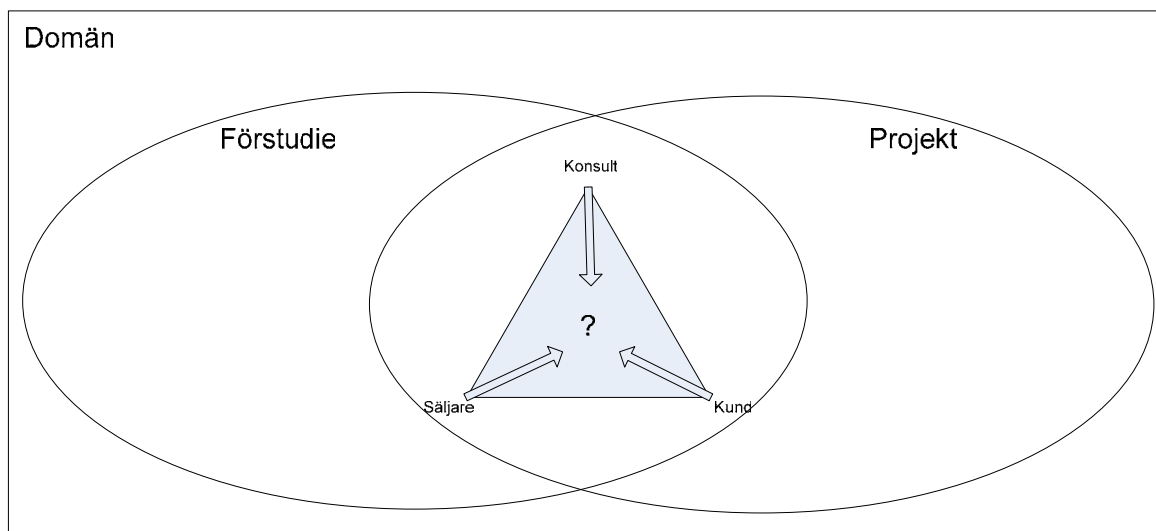 Domän
Förstudie
Projekt
Konsult
?
Säljare
Kund